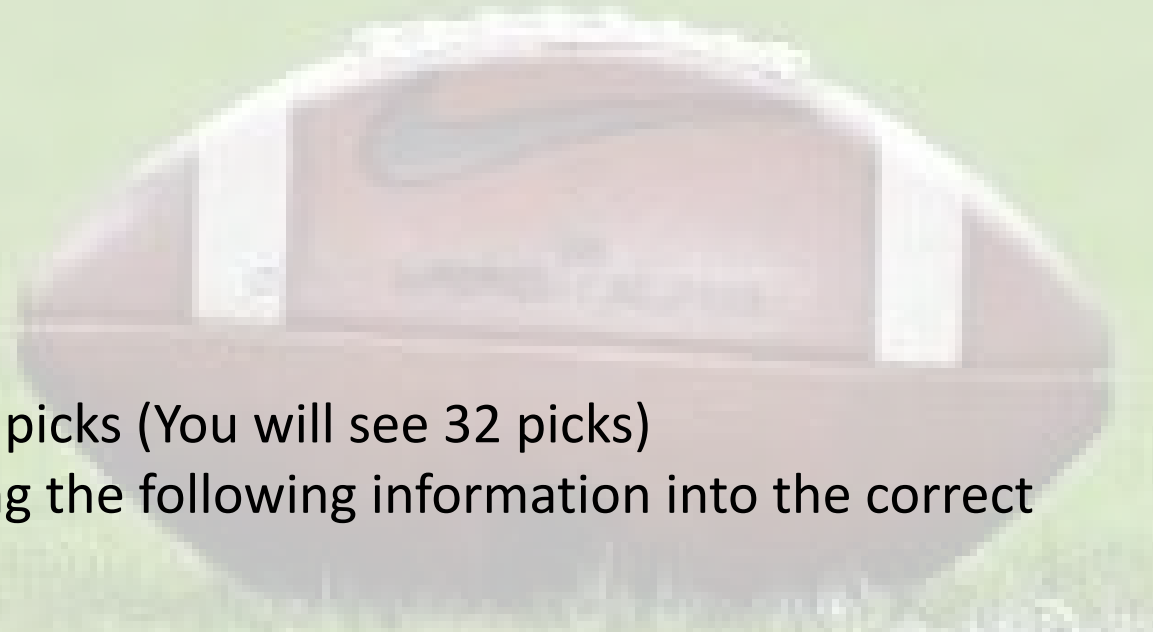 picks (You will see 32 picks)
the following information into the correct